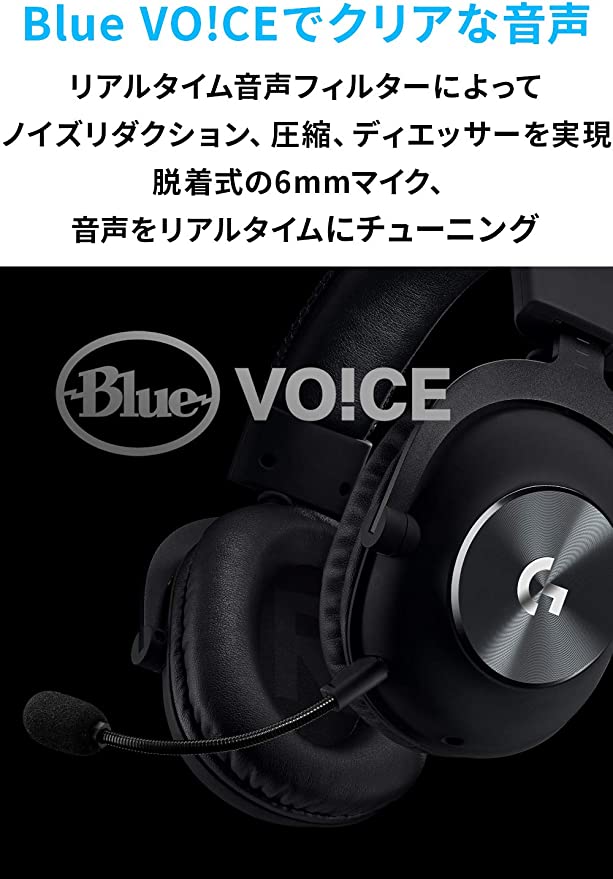 Blue VO!CEでクリアな音声
リアルタイム音声フィルターによって
ノイズリダクション、圧縮、ディエッサーを実現
脱着式の6mmマイク、
音声をリアルタイムにチューニング
Blue VO!CE
G
R